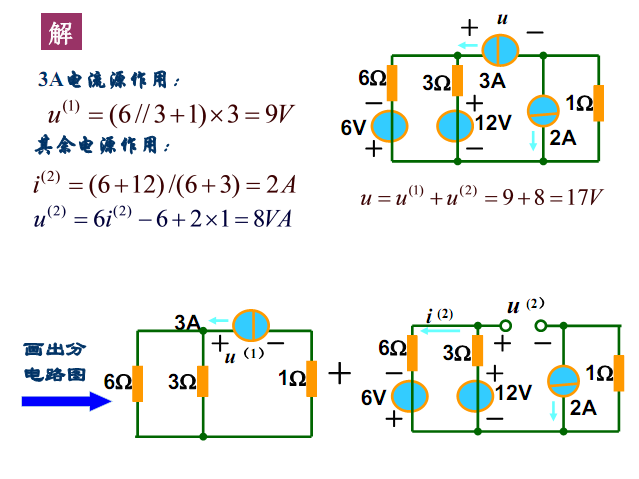 解
3A电流源作用：
u⁽¹⁾ = (6 // 3 + 1) × 3 = 9V
其余电源作用：
i⁽²⁾ = (6 + 12) / (6 + 3) = 2A
u⁽²⁾ = 6i⁽²⁾ − 6 + 2 × 1 = 8VA
+ u −
6Ω 3Ω 3A 1Ω
− +
6V 12V 2A
+ −
u = u⁽¹⁾ + u⁽²⁾ = 9 + 8 = 17V
画出分
电路图
3A
+ u（1） −
6Ω 3Ω 1Ω
+
i (2) u（2）
+ −
6Ω 3Ω 1Ω
− +
6V 12V 2A
+ −